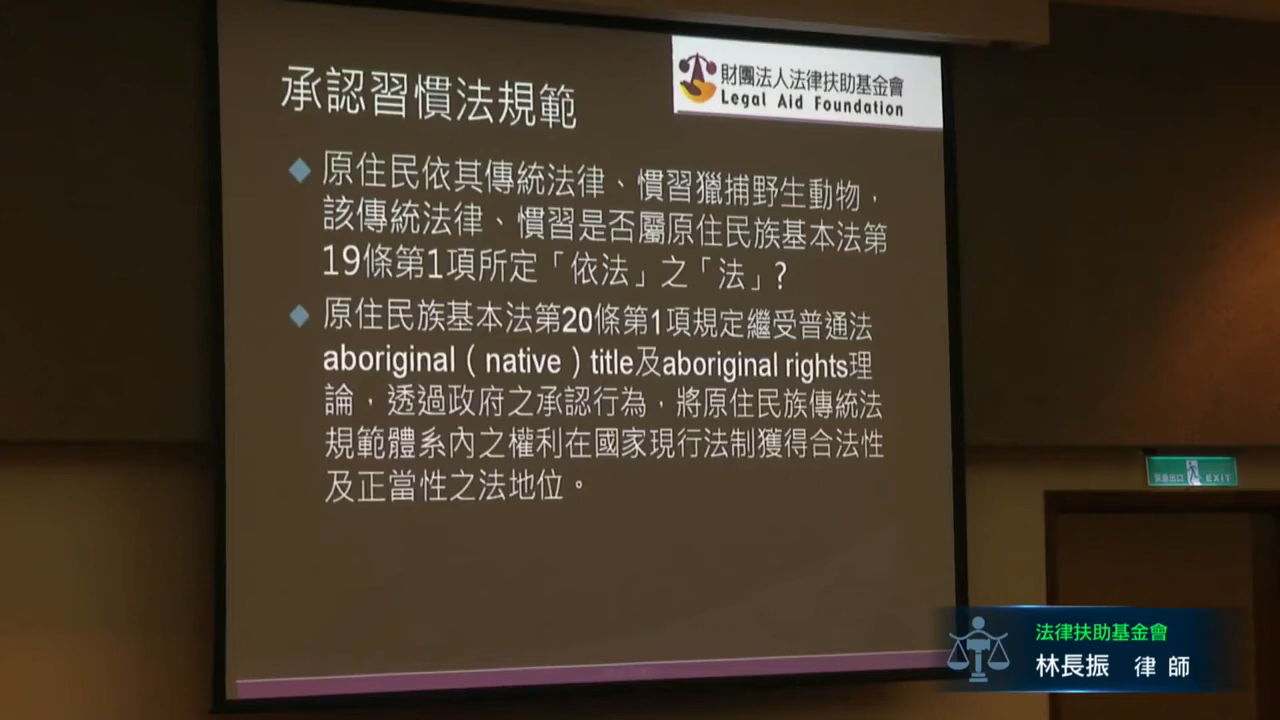 承認習慣法規範
財團法人法律扶助基金會
Legal Aid Foundation
原住民依其傳統法律、慣習獵捕野生動物，
該傳統法律、慣習是否屬原住民族基本法第
19條第1項所定「依法」之「法」?
原住民族基本法第20條第1項規定繼受普通法
aboriginal（native）title及aboriginal rights理
論，透過政府之承認行為，將原住民族傳統法
規範體系內之權利在國家現行法制獲得合法性
及正當性之法地位。
緊急出口 EXIT
法律扶助基金會
林長振 律師